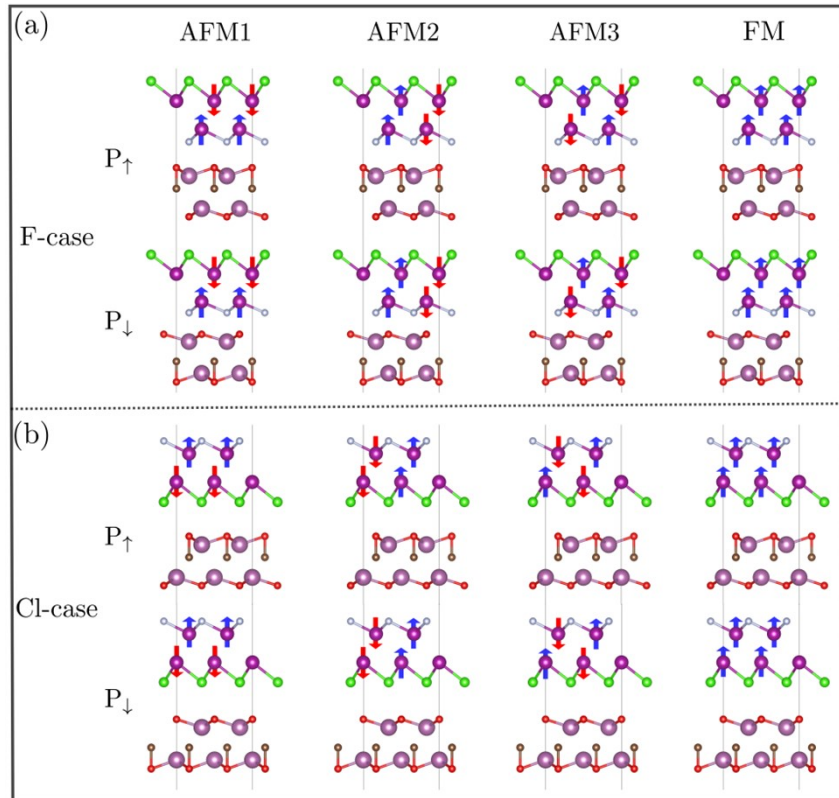 (a) AFM1 AFM2 AFM3 FM
P↑
F-case
P↓
(b)
P↑
Cl-case
P↓